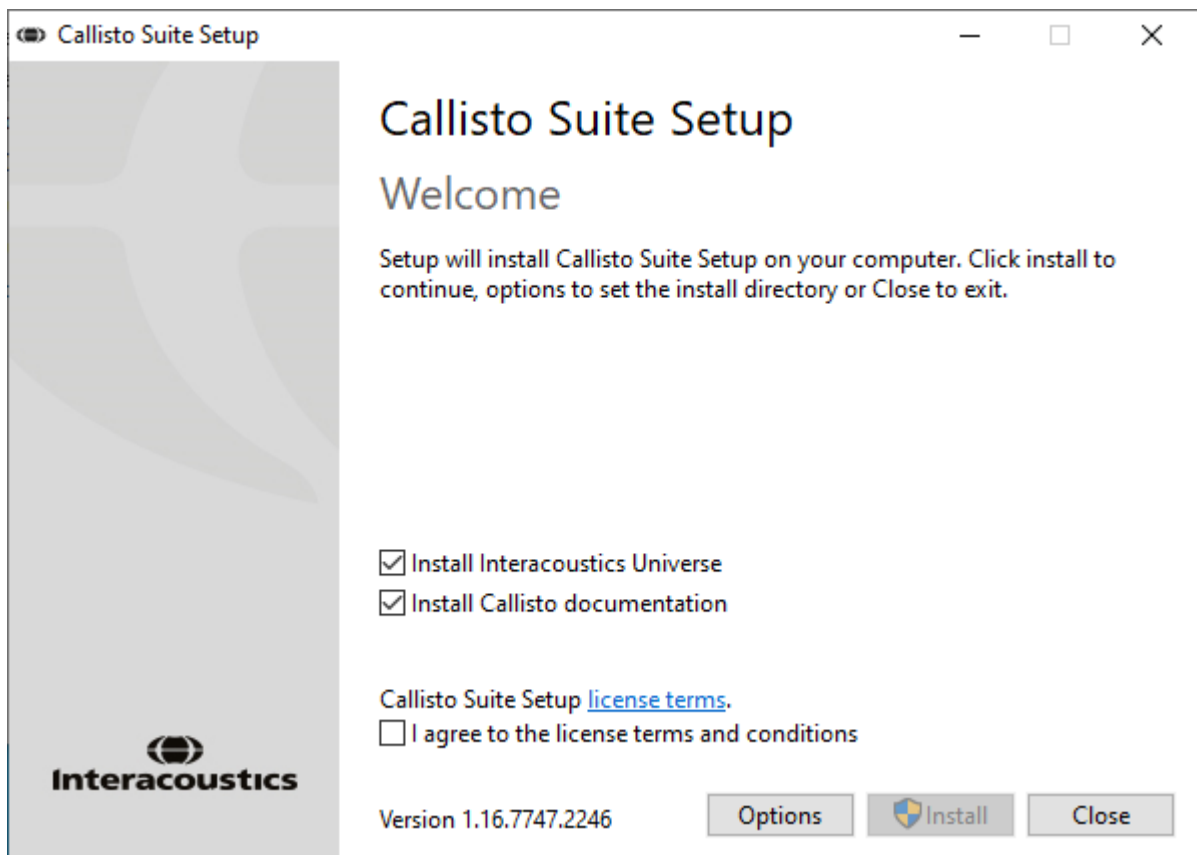 Callisto Suite Setup
Callisto Suite Setup
Welcome
Setup will install Callisto Suite Setup on your computer. Click install to
continue, options to set the install directory or Close to exit.
Install Interacoustics Universe
Install Callisto documentation
Callisto Suite Setup license terms.
I agree to the license terms and conditions
Interacoustics
Version 1.16.7747.2246
Options
Install
Close